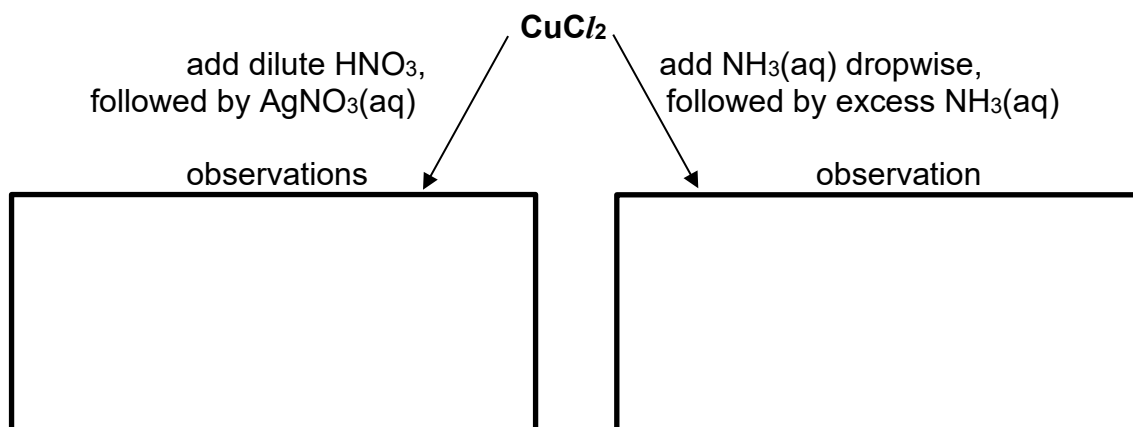 CuCl₂
add dilute HNO₃,
followed by AgNO₃(aq)
add NH₃(aq) dropwise,
followed by excess NH₃(aq)
observations
observation